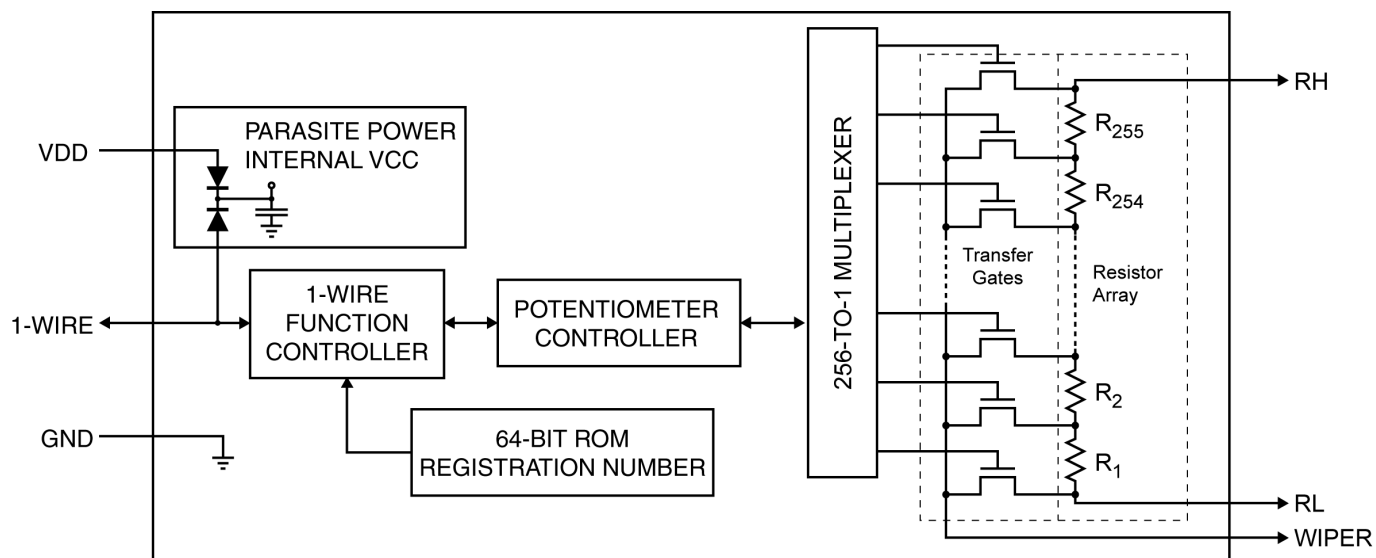 VDD
1-WIRE
GND
PARASITE POWER
INTERNAL VCC
1-WIRE
FUNCTION
CONTROLLER
POTENTIOMETER
CONTROLLER
64-BIT ROM
REGISTRATION NUMBER
256-TO-1 MULTIPLEXER
Transfer
Gates
Resistor
Array
R255
R254
R2
R1
RH
RL
WIPER